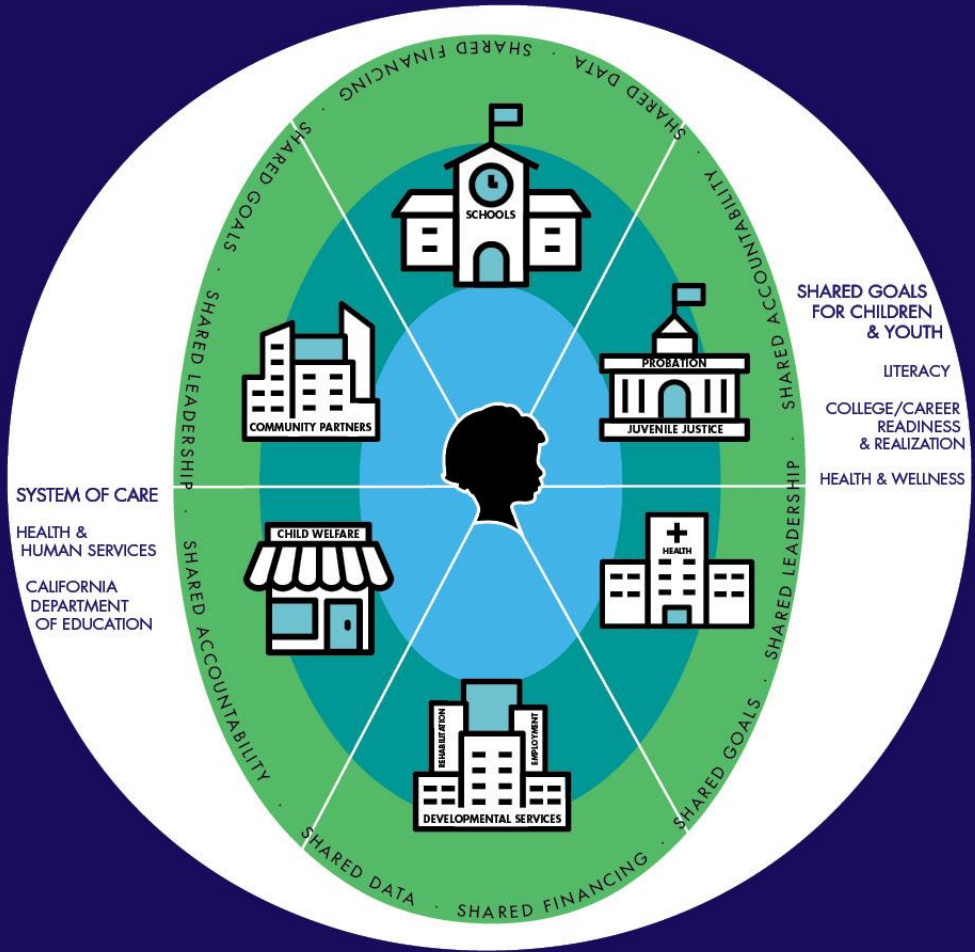 SHARED GOALS · SHARED FINANCING · SHARED DATA · SHARED ACCOUNTABILITY · SHARED LEADERSHIP · SHARED GOALS · SHARED FINANCING · SHARED DATA · SHARED ACCOUNTABILITY · SHARED LEADERSHIP ·
SCHOOLS
PROBATION
JUVENILE JUSTICE
HEALTH
REHABILITATION
EMPLOYMENT
DEVELOPMENTAL SERVICES
CHILD WELFARE
COMMUNITY PARTNERS
SYSTEM OF CARE
HEALTH &
HUMAN SERVICES
CALIFORNIA
DEPARTMENT
OF EDUCATION
SHARED GOALS
FOR CHILDREN
& YOUTH
LITERACY
COLLEGE/CAREER
READINESS
& REALIZATION
HEALTH & WELLNESS